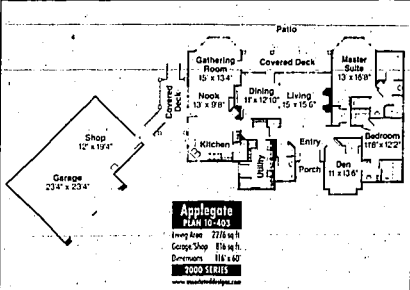 Patio
Gathering
Room
15' x 13'4"
Covered Deck
Master
Suite
13' x 16'8"
Nook
13' x 9'8"
Dining
11' x 12'10"
Living
15' x 15'6"
Covered
Deck
Shop
12' x 19'4"
Kitchen
Utility
Entry
Porch
Bedroom
11'8" x 12'2"
Den
11' x 13'6"
Garage
23'4" x 23'4"
Applegate
PLAN 10-403
Living Area 2276 sq ft
Garage/Shop 816 sq ft
Dimensions 116' x 60'
2000 SERIES